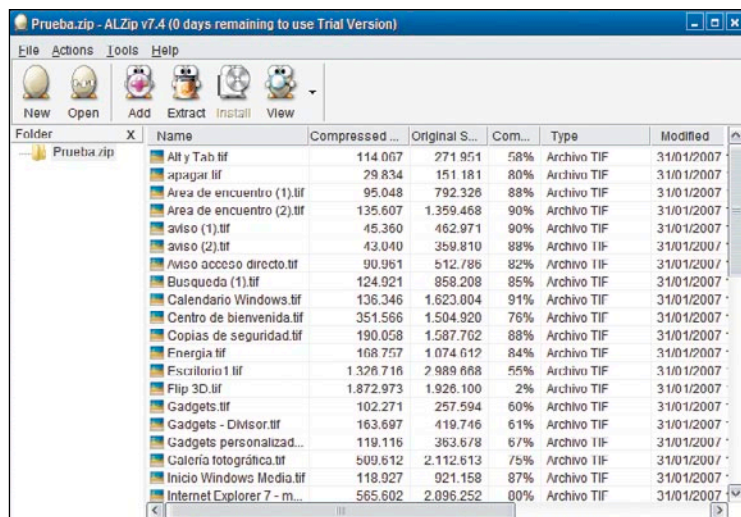 Prueba.zip - ALZip v7.4 (0 days remaining to use Trial Version)
File Actions Tools Help
New Open Add Extract Install View
Folder X Name Compressed ... Original S... Com... Type Modified
Prueba.zip
Alt y Tab.tif 114.067 271.951 58% Archivo TIF 31/01/2007
apagar.tif 29.834 151.181 80% Archivo TIF 31/01/2007
Area de encuentro (1).tif 95.048 792.326 88% Archivo TIF 31/01/2007
Area de encuentro (2).tif 135.607 1.359.468 90% Archivo TIF 31/01/2007
aviso (1).tif 45.360 462.971 90% Archivo TIF 31/01/2007
aviso (2).tif 43.040 359.810 88% Archivo TIF 31/01/2007
Aviso acceso directo.tif 90.961 512.786 82% Archivo TIF 31/01/2007
Busqueda (1).tif 124.921 858.208 85% Archivo TIF 31/01/2007
Calendario Windows.tif 136.346 1.623.804 91% Archivo TIF 31/01/2007
Centro de bienvenida.tif 351.566 1.504.920 76% Archivo TIF 31/01/2007
Copias de seguridad.tif 190.058 1.587.762 88% Archivo TIF 31/01/2007
Energia.tif 168.757 1.074.612 84% Archivo TIF 31/01/2007
Escritorio1.tif 1.326.716 2.989.668 55% Archivo TIF 31/01/2007
Flip 3D.tif 1.872.973 1.926.100 2% Archivo TIF 31/01/2007
Gadgets.tif 102.271 257.594 60% Archivo TIF 31/01/2007
Gadgets - Divisor.tif 163.697 419.746 61% Archivo TIF 31/01/2007
Gadgets personalizad... 119.116 363.678 67% Archivo TIF 31/01/2007
Galería fotográfica.tif 509.612 2.112.613 75% Archivo TIF 31/01/2007
Inicio Windows Media.tif 118.927 921.158 87% Archivo TIF 31/01/2007
Internet Explorer 7 - m... 565.602 2.096.252 80% Archivo TIF 31/01/2007